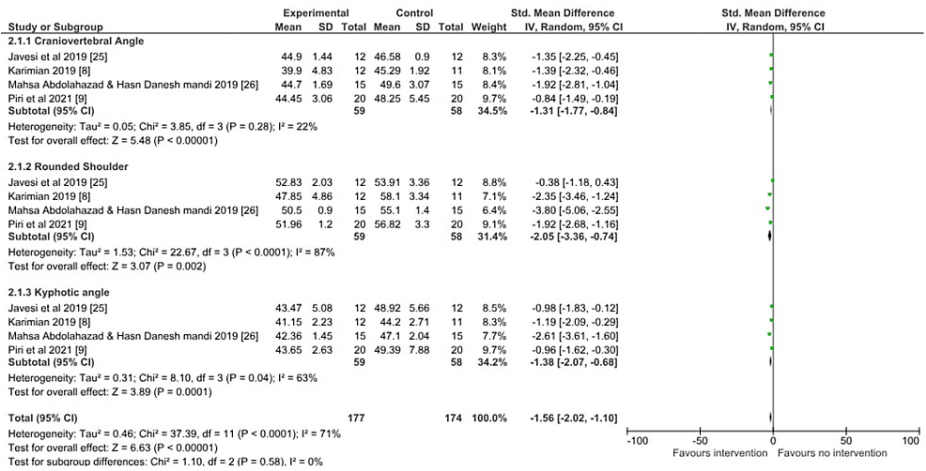 Experimental Control Std. Mean Difference Std. Mean Difference
Study or Subgroup Mean SD Total Mean SD Total Weight IV, Random, 95% CI IV, Random, 95% CI
2.1.1 Craniovertebral Angle
Javesi et al 2019 [25] 44.9 1.44 12 46.58 0.9 12 8.3% -1.35 [-2.25, -0.45]
Karimian 2019 [8] 39.9 4.83 12 45.29 1.92 11 8.0% -1.39 [-2.32, -0.46]
Mahsa Abdolahazad & Hasn Danesh mandi 2019 [26] 44.7 1.69 15 49.6 3.07 15 8.4% -1.92 [-2.81, -1.04]
Piri et al 2021 [9] 44.45 3.06 20 48.25 5.45 20 9.7% -0.84 [-1.49, -0.19]
Subtotal (95% CI) 59 58 34.5% -1.31 [-1.77, -0.84]
Heterogeneity: Tau² = 0.05; Chi² = 3.85, df = 3 (P = 0.28); I² = 22%
Test for overall effect: Z = 5.48 (P < 0.00001)
2.1.2 Rounded Shoulder
Javesi et al 2019 [25] 52.83 2.03 12 53.91 3.36 12 8.8% -0.38 [-1.18, 0.43]
Karimian 2019 [8] 47.85 4.86 12 58.1 3.34 11 7.1% -2.35 [-3.46, -1.24]
Mahsa Abdolahazad & Hasn Danesh mandi 2019 [26] 50.5 0.9 15 55.1 1.4 15 6.4% -3.80 [-5.06, -2.55]
Piri et al 2021 [9] 51.96 1.2 20 56.82 3.3 20 9.0% -1.92 [-2.68, -1.16]
Subtotal (95% CI) 59 58 31.4% -2.05 [-3.36, -0.74]
Heterogeneity: Tau² = 1.53; Chi² = 22.67, df = 3 (P < 0.0001); I² = 87%
Test for overall effect: Z = 3.07 (P = 0.002)
2.1.3 Kyphotic angle
Javesi et al 2019 [25] 43.47 5.08 12 48.92 5.66 12 8.5% -0.98 [-1.83, -0.12]
Karimian 2019 [8] 41.15 2.23 12 44.2 2.71 11 8.3% -1.19 [-2.09, -0.29]
Mahsa Abdolahazad & Hasn Danesh mandi 2019 [26] 42.36 1.45 15 47.1 2.04 15 7.7% -2.61 [-3.61, -1.60]
Piri et al 2021 [9] 43.65 2.63 20 49.39 7.88 20 9.7% -0.96 [-1.62, -0.30]
Subtotal (95% CI) 59 58 34.2% -1.38 [-2.07, -0.68]
Heterogeneity: Tau² = 0.31; Chi² = 8.10, df = 3 (P = 0.04); I² = 63%
Test for overall effect: Z = 3.89 (P = 0.0001)
Total (95% CI) 177 174 100.0% -1.56 [-2.02, -1.10]
Heterogeneity: Tau² = 0.46; Chi² = 37.39, df = 11 (P < 0.0001); I² = 71%
Test for overall effect: Z = 6.63 (P < 0.00001)
Test for subgroup differences: Chi² = 1.10, df = 2 (P = 0.58), I² = 0%
-100 -50 0 50 100
Favours intervention Favours no intervention